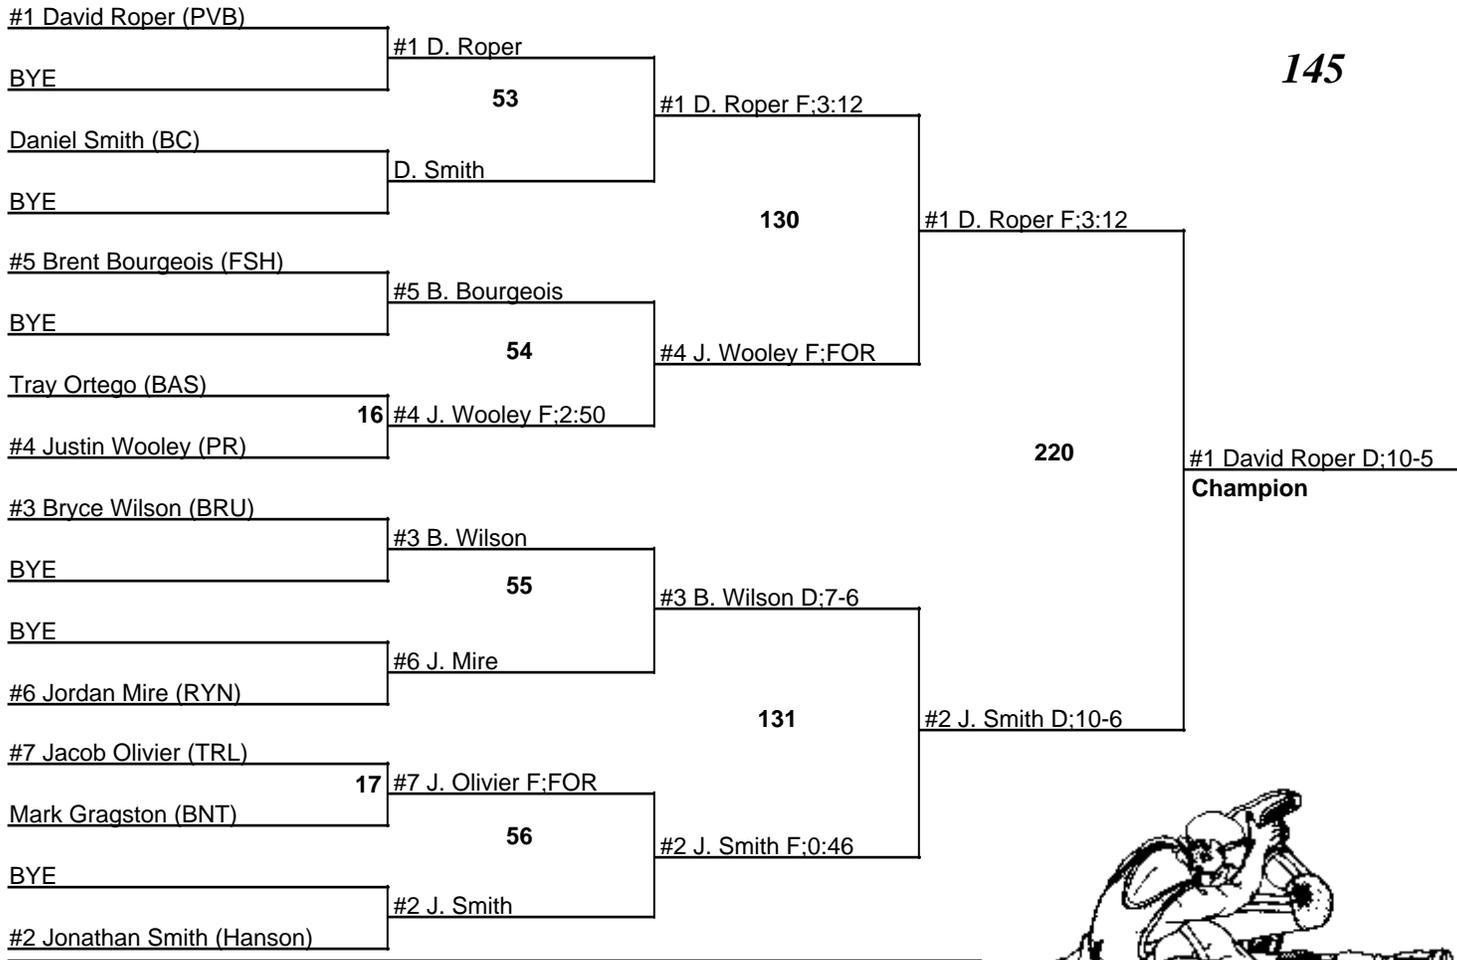 #1 David Roper (PVB)
#1 D. Roper
145
BYE
53
#1 D. Roper F;3:12
Daniel Smith (BC)
D. Smith
BYE
130
#1 D. Roper F;3:12
#5 Brent Bourgeois (FSH)
#5 B. Bourgeois
BYE
54
#4 J. Wooley F;FOR
Tray Ortego (BAS)
16 #4 J. Wooley F;2:50
#4 Justin Wooley (PR)
220
#1 David Roper D;10-5
Champion
#3 Bryce Wilson (BRU)
#3 B. Wilson
BYE
55
#3 B. Wilson D;7-6
BYE
#6 J. Mire
#6 Jordan Mire (RYN)
131
#2 J. Smith D;10-6
#7 Jacob Olivier (TRL)
17 #7 J. Olivier F;FOR
Mark Gragston (BNT)
56
#2 J. Smith F;0:46
BYE
#2 J. Smith
#2 Jonathan Smith (Hanson)